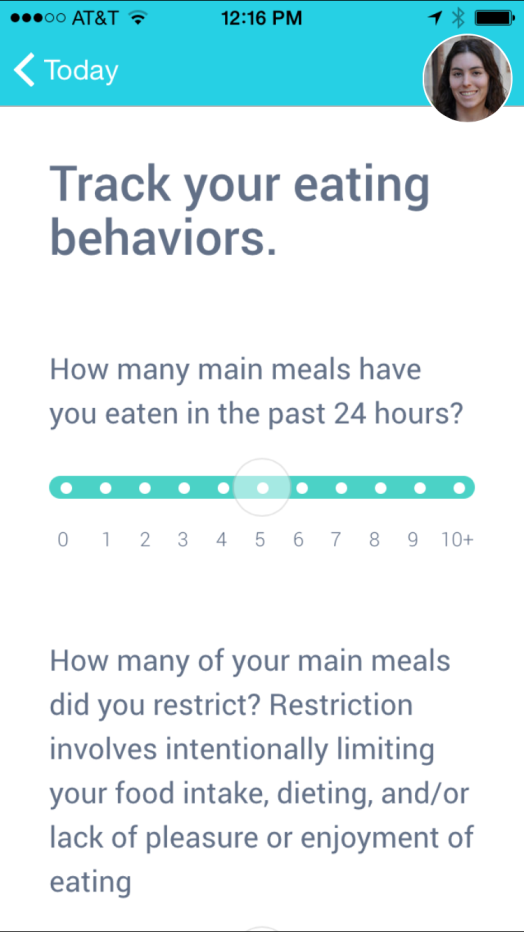 AT&T 12:16 PM
Today
Track your eating
behaviors.
How many main meals have
you eaten in the past 24 hours?
0 1 2 3 4 5 6 7 8 9 10+
How many of your main meals
did you restrict? Restriction
involves intentionally limiting
your food intake, dieting, and/or
lack of pleasure or enjoyment of
eating